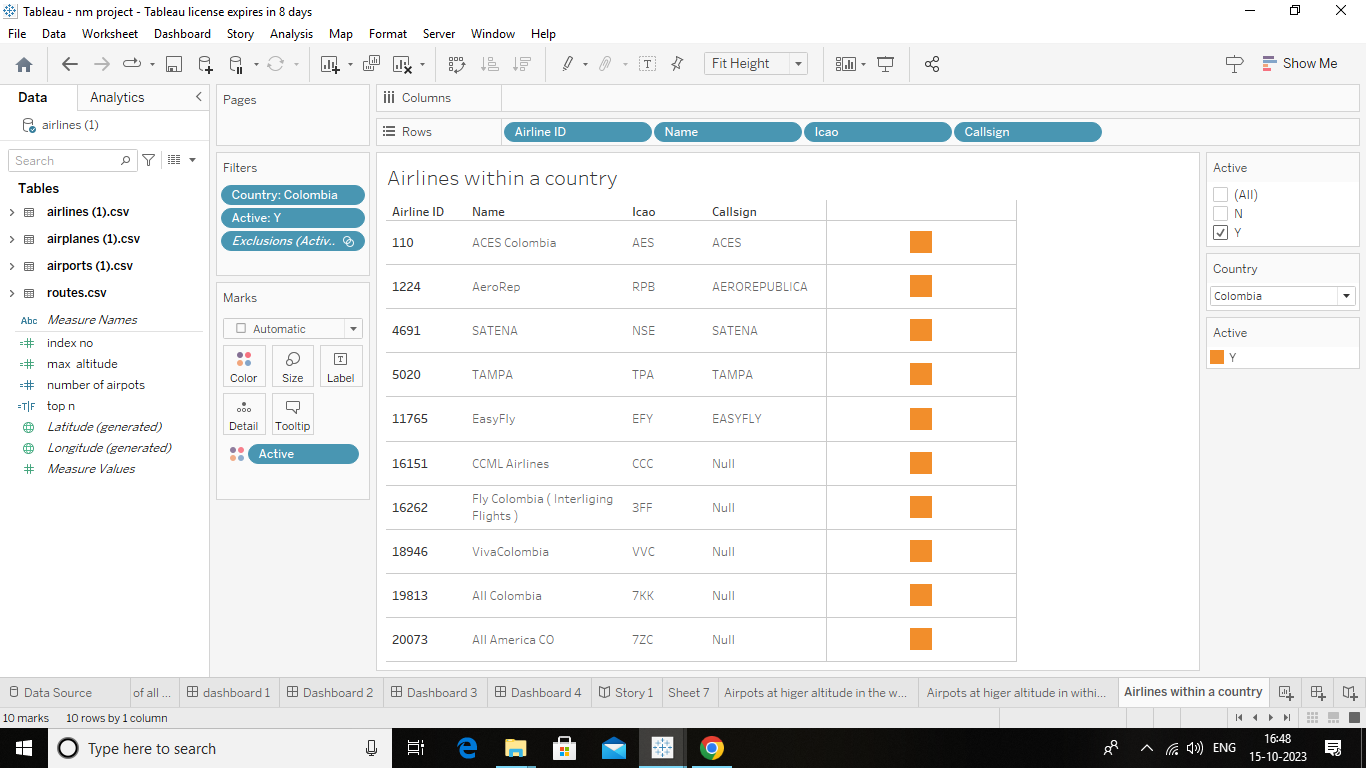 Tableau - nm project - Tableau license expires in 8 days
File Data Worksheet Dashboard Story Analysis Map Format Server Window Help
Fit Height
Show Me
Data Analytics
airlines (1)
Search
Tables
airlines (1).csv
airplanes (1).csv
airports (1).csv
routes.csv
Abc Measure Names
index no
max altitude
number of airpots
T|F top n
Latitude (generated)
Longitude (generated)
Measure Values
Pages
Filters
Country: Colombia
Active: Y
Exclusions (Activ..
Marks
Automatic
Color Size Label
Detail Tooltip
Active
Columns
Rows Airline ID Name Icao Callsign
Airlines within a country
Airline ID Name Icao Callsign
110 ACES Colombia AES ACES
1224 AeroRep RPB AEROREPUBLICA
4691 SATENA NSE SATENA
5020 TAMPA TPA TAMPA
11765 EasyFly EFY EASYFLY
16151 CCML Airlines CCC Null
16262 Fly Colombia ( Interliging Flights ) 3FF Null
18946 VivaColombia VVC Null
19813 All Colombia 7KK Null
20073 All America CO 7ZC Null
Active
(All)
N
Y
Country
Colombia
Active
Y
Data Source of all ... dashboard 1 Dashboard 2 Dashboard 3 Dashboard 4 Story 1 Sheet 7 Airpots at higer altitude in the w... Airpots at higer altitude in withi... Airlines within a country
10 marks 10 rows by 1 column
Type here to search
ENG
16:48
15-10-2023